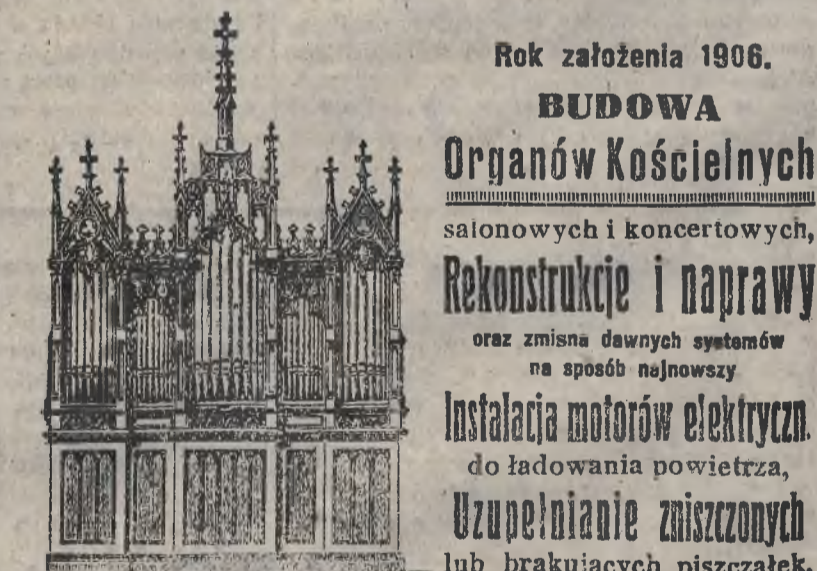 Rok założenia 1906.
BUDOWA
Organów Kościelnych
salonowych i koncertowych,
Rekonstrukcje i naprawy
oraz zmisna dawnych systemów
na sposób najnowszy
Instalacja motorów elektryczn.
do ładowania powietrza,
Uzupełnianie zniszczonych
lub brakujących piszczałek.